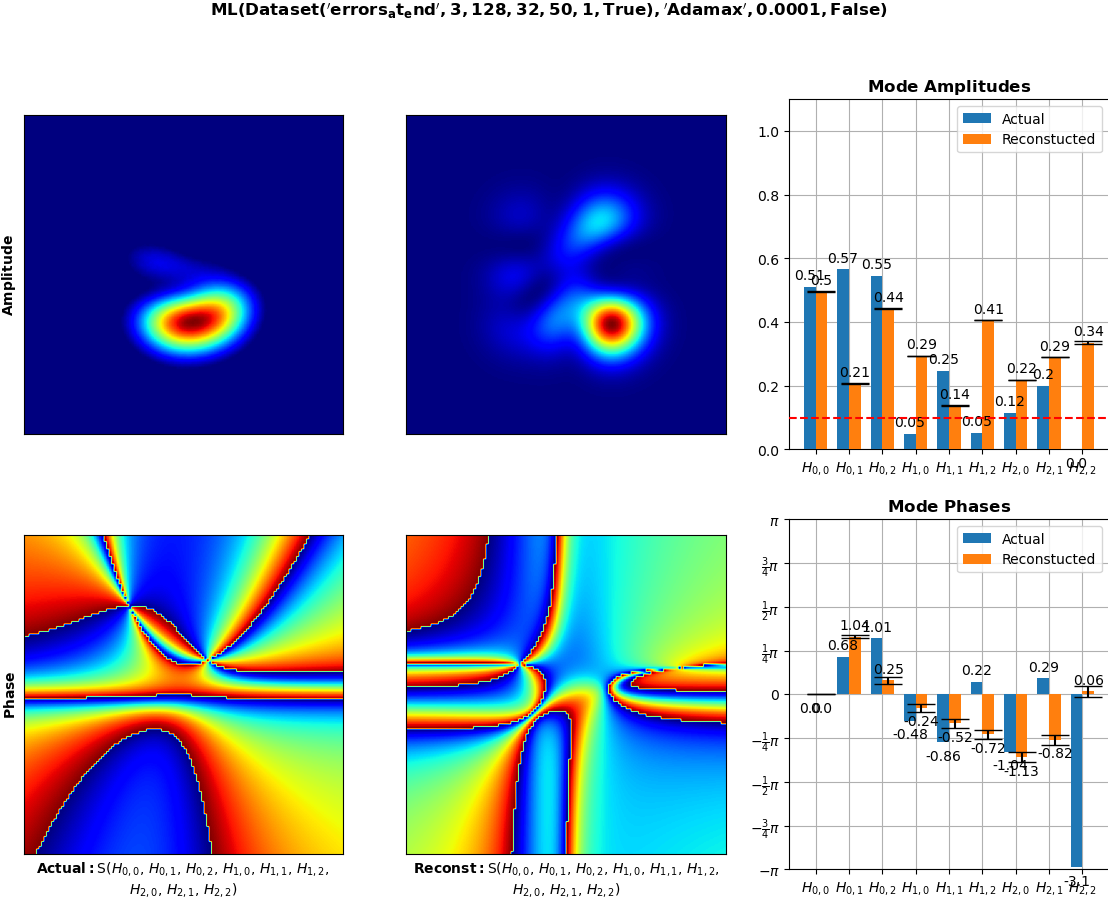 ML(Dataset('errors_at_end', 3, 128, 32, 50, 1, True), 'Adamax', 0.0001, False)
Amplitude
Mode Amplitudes
Actual
Reconstucted
1.0
0.8
0.6
0.4
0.2
0.0
0.51 0.57 0.55 0.05 0.25 0.05 0.12 0.2 0.0
0.5 0.21 0.44 0.29 0.14 0.41 0.22 0.29 0.34
H0,0 H0,1 H0,2 H1,0 H1,1 H1,2 H2,0 H2,1 H2,2
Phase
Mode Phases
Actual
Reconstucted
π
3/4π
1/2π
1/4π
0
−1/4π
−1/2π
−3/4π
−π
0.0 0.68 1.01 -0.48 -0.86 0.22 -1.04 0.29 -3.1
0.0 1.04 0.25 -0.24 -0.52 -0.72 -1.13 -0.82 0.06
H0,0 H0,1 H0,2 H1,0 H1,1 H1,2 H2,0 H2,1 H2,2
Actual: S(H0,0, H0,1, H0,2, H1,0, H1,1, H1,2,
H2,0, H2,1, H2,2)
Reconst: S(H0,0, H0,1, H0,2, H1,0, H1,1, H1,2,
H2,0, H2,1, H2,2)